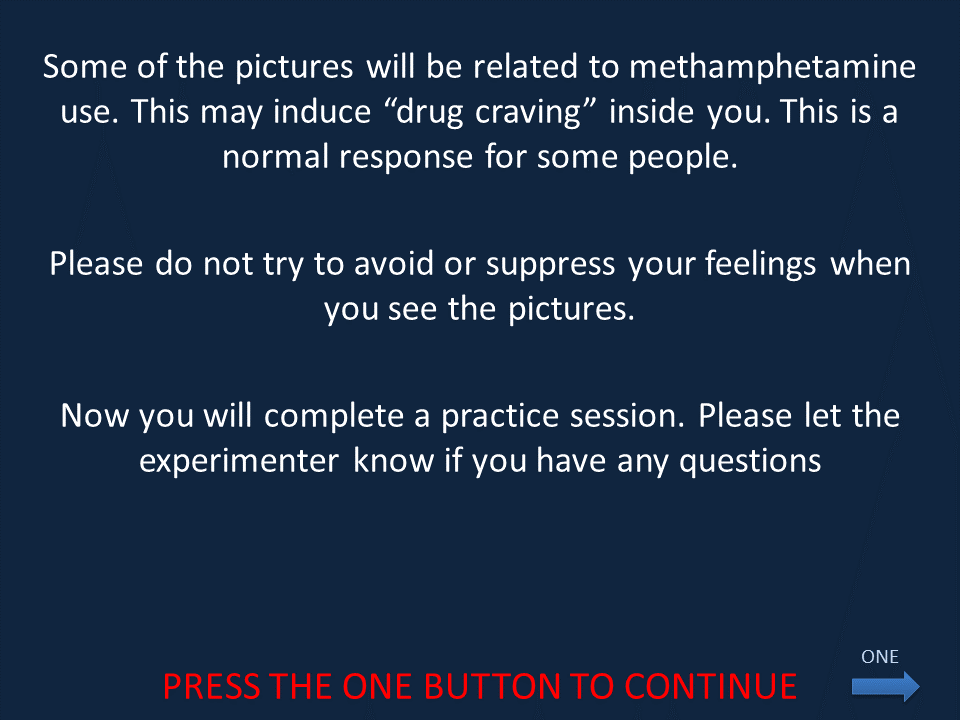 Some of the pictures will be related to methamphetamine
use. This may induce “drug craving” inside you. This is a
normal response for some people.
Please do not try to avoid or suppress your feelings when
you see the pictures.
Now you will complete a practice session. Please let the
experimenter know if you have any questions
ONE
PRESS THE ONE BUTTON TO CONTINUE